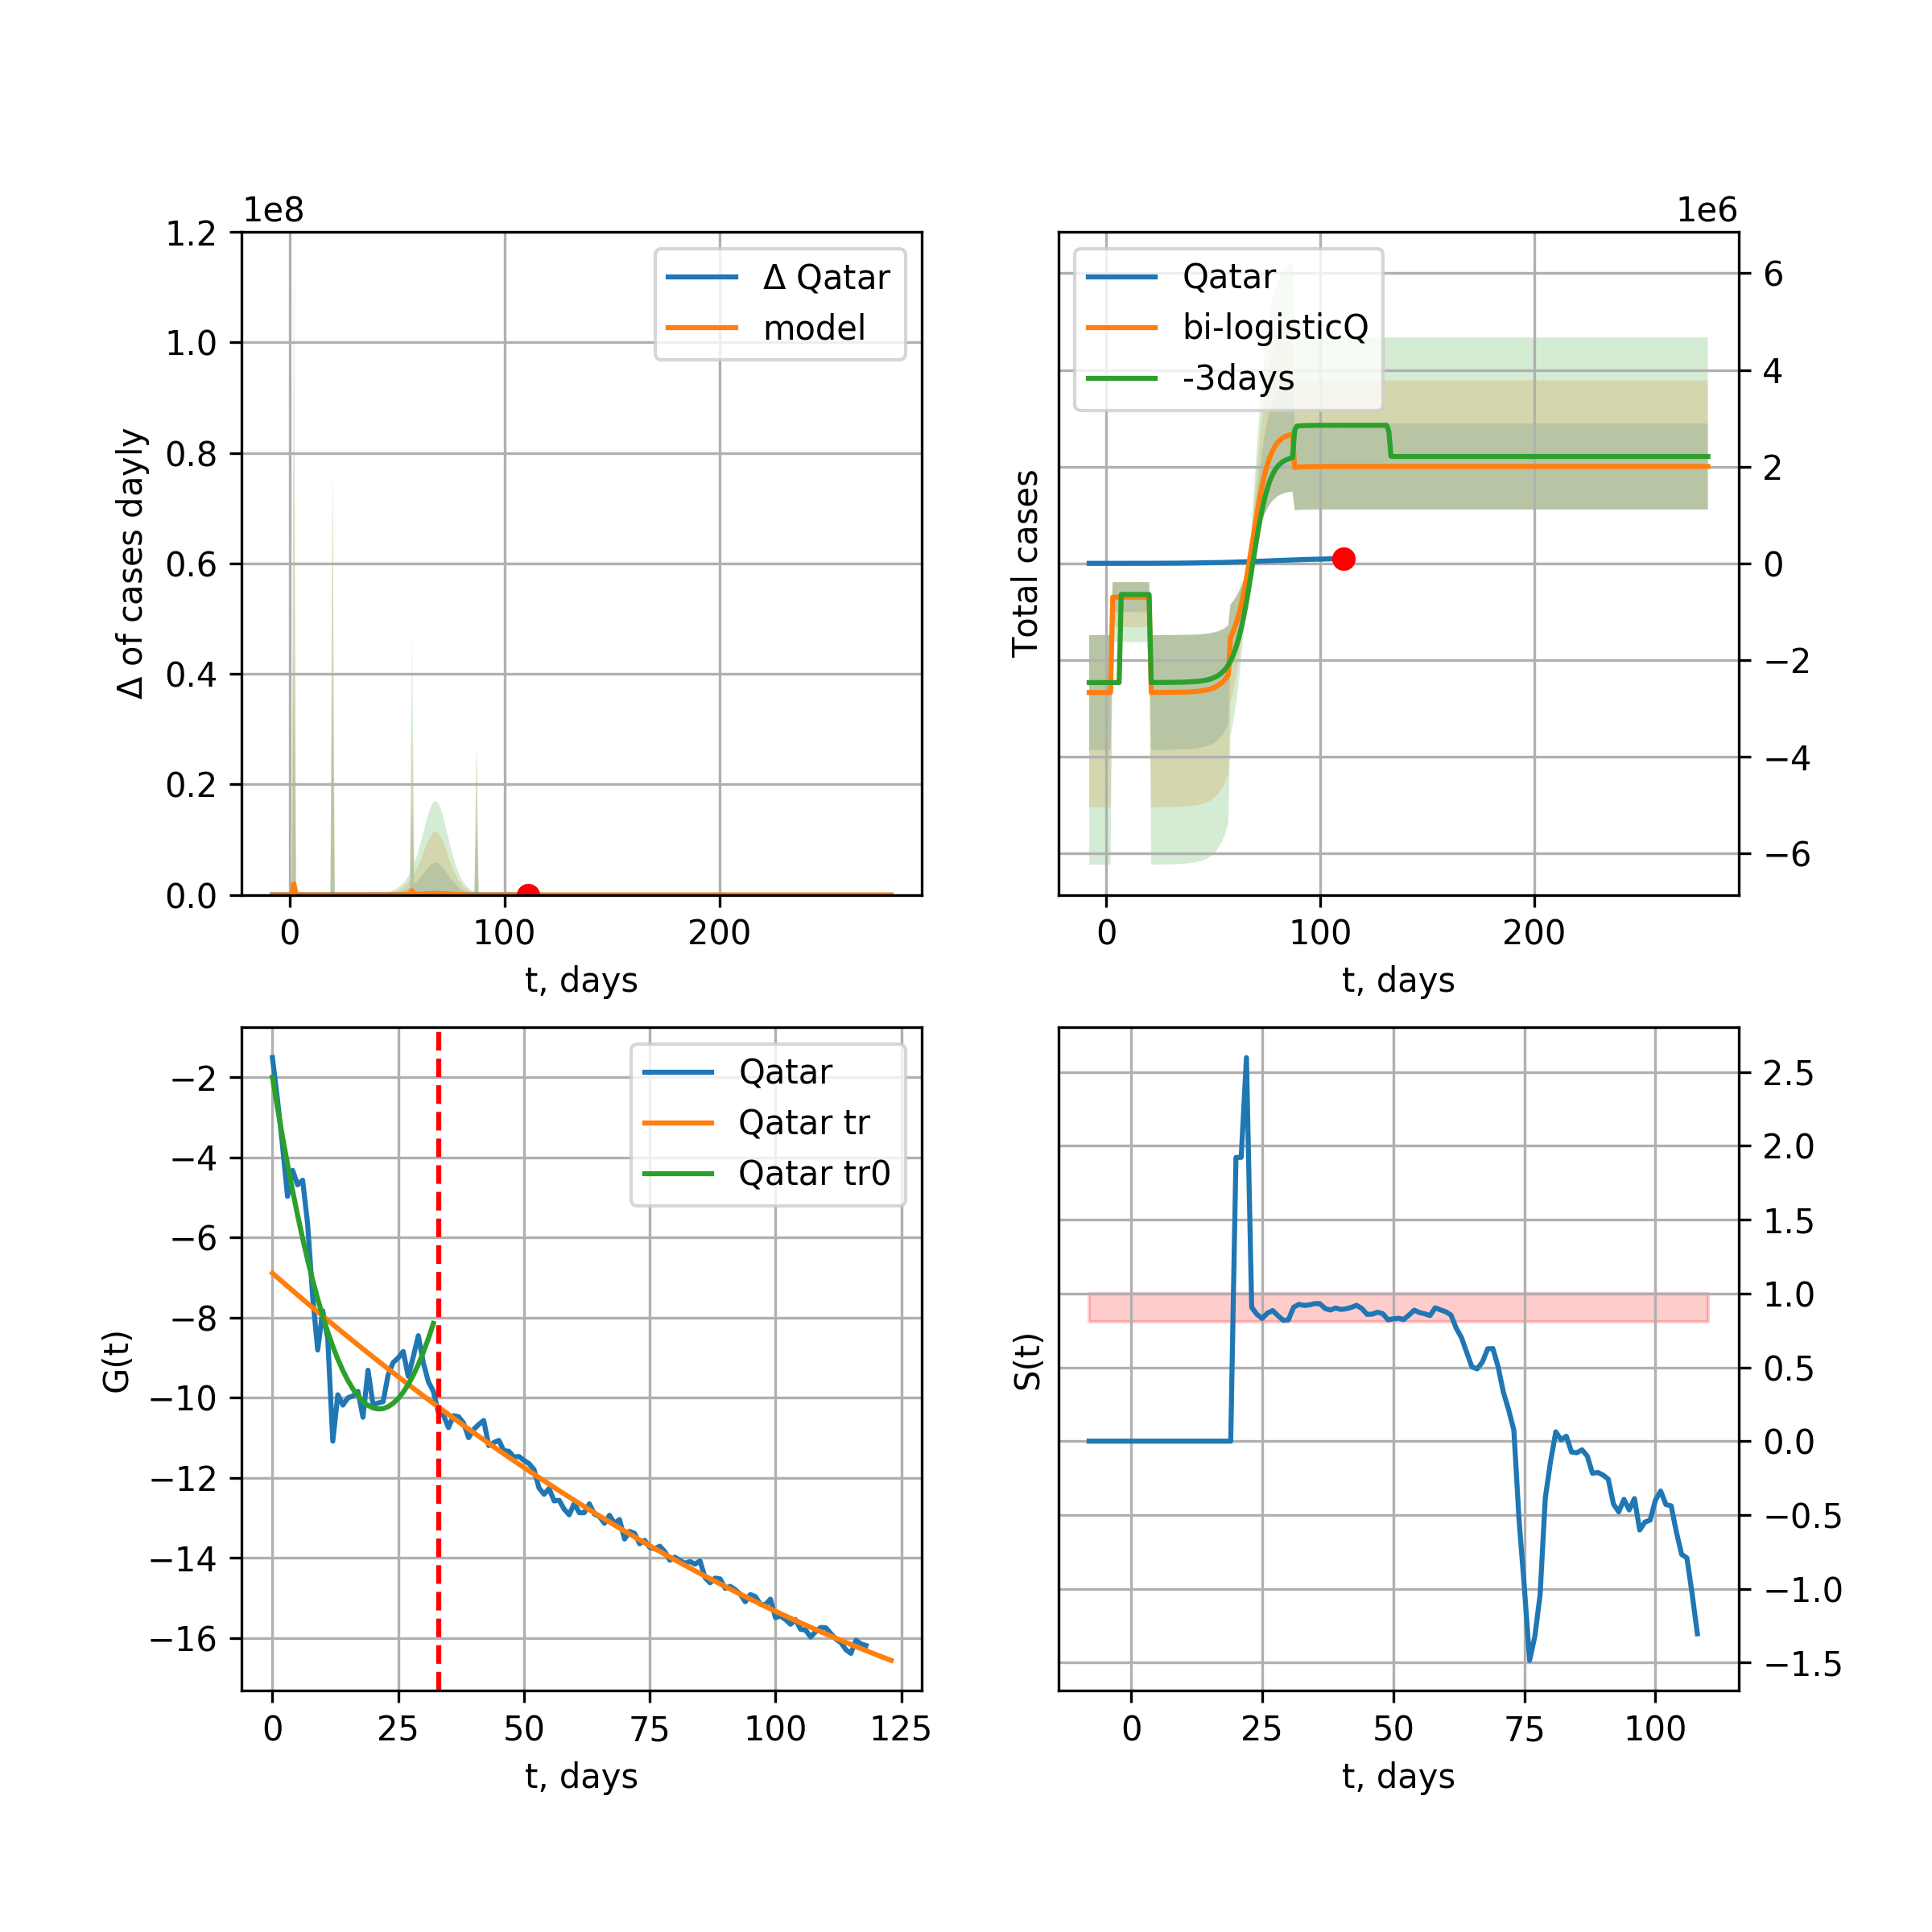 1e8
1.2
1.0
0.8
0.6
0.4
0.2
0.0
Δ of cases dayly
Δ Qatar
model
0
100
200
t, days
1e6
6
4
2
0
−2
−4
−6
Total cases
Qatar
bi-logisticQ
-3days
0
100
200
t, days
−2
−4
−6
−8
−10
−12
−14
−16
G(t)
Qatar
Qatar tr
Qatar tr0
0
25
50
75
100
125
t, days
2.5
2.0
1.5
1.0
0.5
0.0
−0.5
−1.0
−1.5
S(t)
0
25
50
75
100
t, days